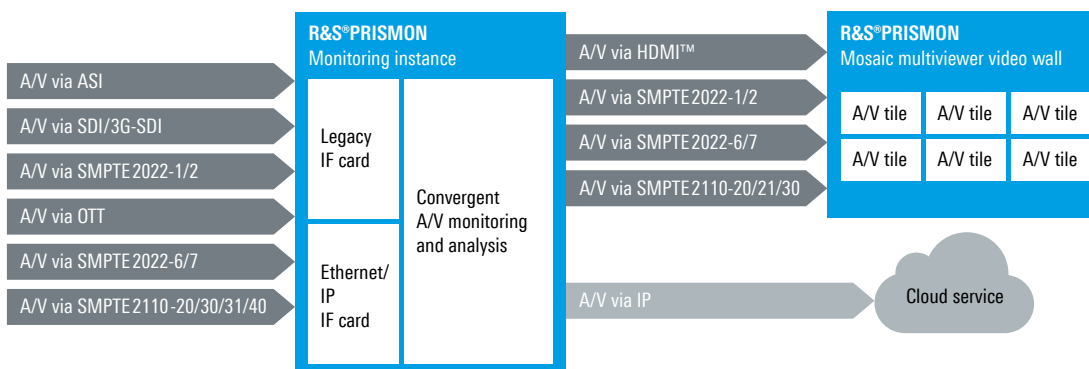 A/V via ASI
A/V via SDI/3G-SDI
A/V via SMPTE 2022-1/2
A/V via OTT
A/V via SMPTE 2022-6/7
A/V via SMPTE 2110-20/30/31/40
R&S®PRISMON
Monitoring instance
Legacy
IF card
Ethernet/
IP
IF card
Convergent
A/V monitoring
and analysis
A/V via HDMI™
A/V via SMPTE 2022-1/2
A/V via SMPTE 2022-6/7
A/V via SMPTE 2110-20/21/30
A/V via IP
R&S®PRISMON
Mosaic multiviewer video wall
A/V tile A/V tile A/V tile
A/V tile A/V tile A/V tile
Cloud service